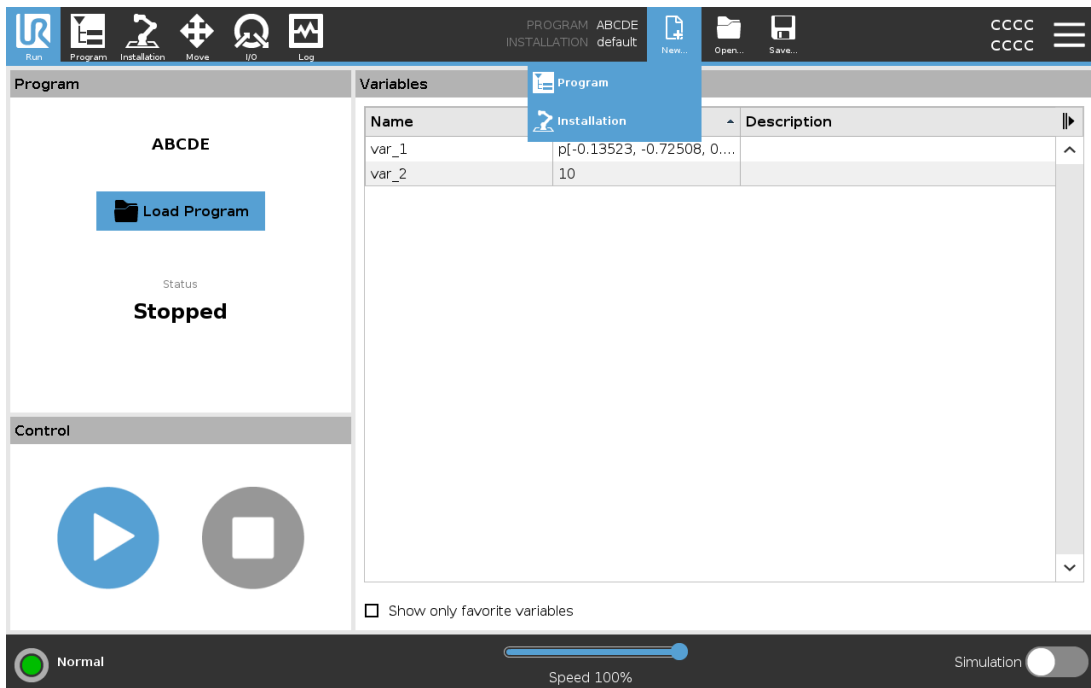 UR
Run
Program
Installation
Move
I/O
Log
PROGRAM ABCDE
INSTALLATION default
New...
Open...
Save...
CCCC
CCCC
Program
Installation
Program
ABCDE
Load Program
Status
Stopped
Control
Variables
Name Description
var_1 p[-0.13523, -0.72508, 0....
var_2 10
Show only favorite variables
Normal
Speed 100%
Simulation